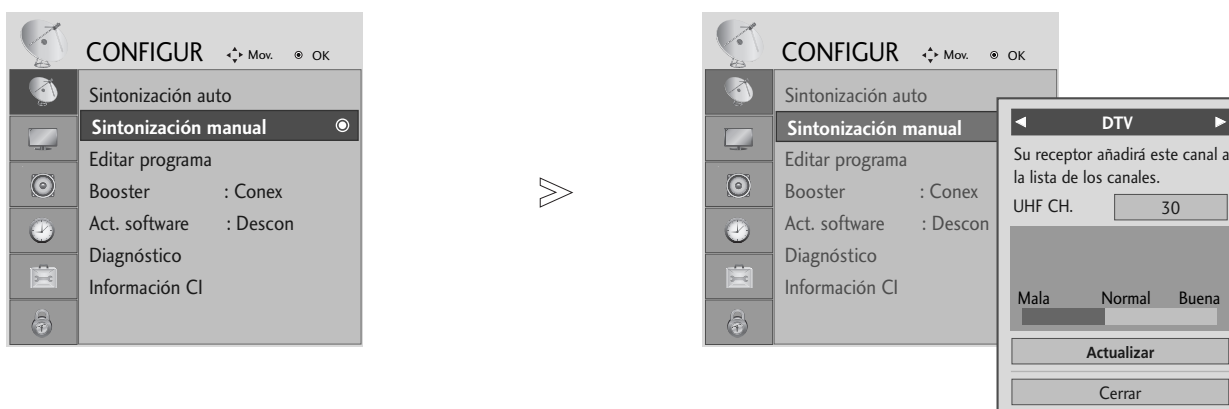 CONFIGUR Mov. OK
Sintonización auto
Sintonización manual
Editar programa
Booster : Conex
Act. software : Descon
Diagnóstico
Información CI
CONFIGUR Mov. OK
Sintonización auto
Sintonización manual
Editar programa
Booster : Conex
Act. software : Descon
Diagnóstico
Información CI
DTV
Su receptor añadirá este canal a
la lista de los canales.
UHF CH. 30
Mala Normal Buena
Actualizar
Cerrar